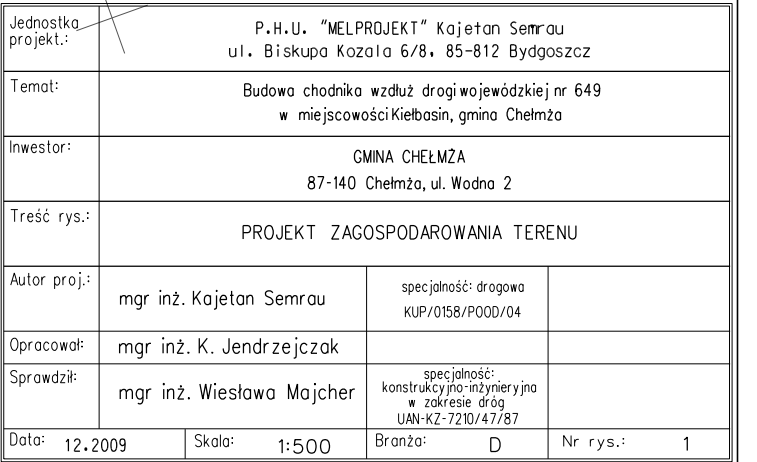 Jednostka
projekt.:
P.H.U. "MELPROJEKT" Kajetan Semrau
ul. Biskupa Kozala 6/8, 85-812 Bydgoszcz
Temat:
Budowa chodnika wzdłuż drogi wojewódzkiej nr 649
w miejscowości Kiełbasin, gmina Chełmża
Inwestor:
GMINA CHEŁMŻA
87-140 Chełmża, ul. Wodna 2
Treść rys.:
PROJEKT ZAGOSPODAROWANIA TERENU
Autor proj.:
mgr inż. Kajetan Semrau
specjalność: drogowa
KUP/0158/POOD/04
Opracował:
mgr inż. K. Jendrzejczak
Sprawdził:
mgr inż. Wiesława Majcher
specjalność:
konstrukcyjno-inżynieryjna
w zakresie dróg
UAN-KZ-7210/47/87
Data: 12.2009 Skala: 1:500 Branża: D Nr rys.: 1